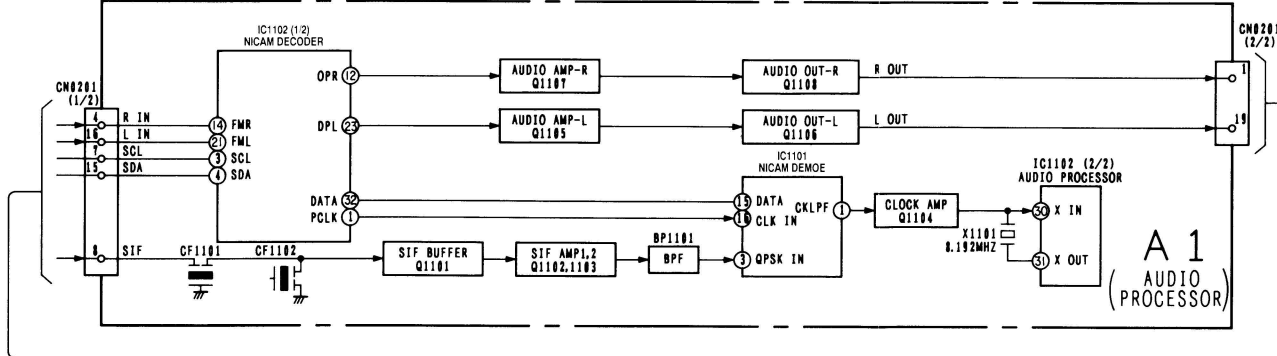 IC1102 (1/2)
NICAM DECODER
CN0201
(1/2)
4
R IN
16
L IN
7
SCL
15
SDA
8
SIF
14
FMR
21
FML
3
SCL
4
SDA
OPR
12
DPL
23
DATA
32
PCLK
1
AUDIO AMP-R
Q1107
AUDIO OUT-R
Q1108
R OUT
AUDIO AMP-L
Q1105
AUDIO OUT-L
Q1106
L OUT
CN0201
(2/2)
1
19
CF1101
CF1102
SIF BUFFER
Q1101
SIF AMP1,2
Q1102,1103
BP1101
BPF
IC1101
NICAM DEMOE
15
DATA
16
CLK IN
3
QPSK IN
CKLPF
1
CLOCK AMP
Q1104
X1101
8.192MHZ
IC1102 (2/2)
AUDIO PROCESSOR
30
X IN
31
X OUT
A 1
(AUDIO
PROCESSOR)